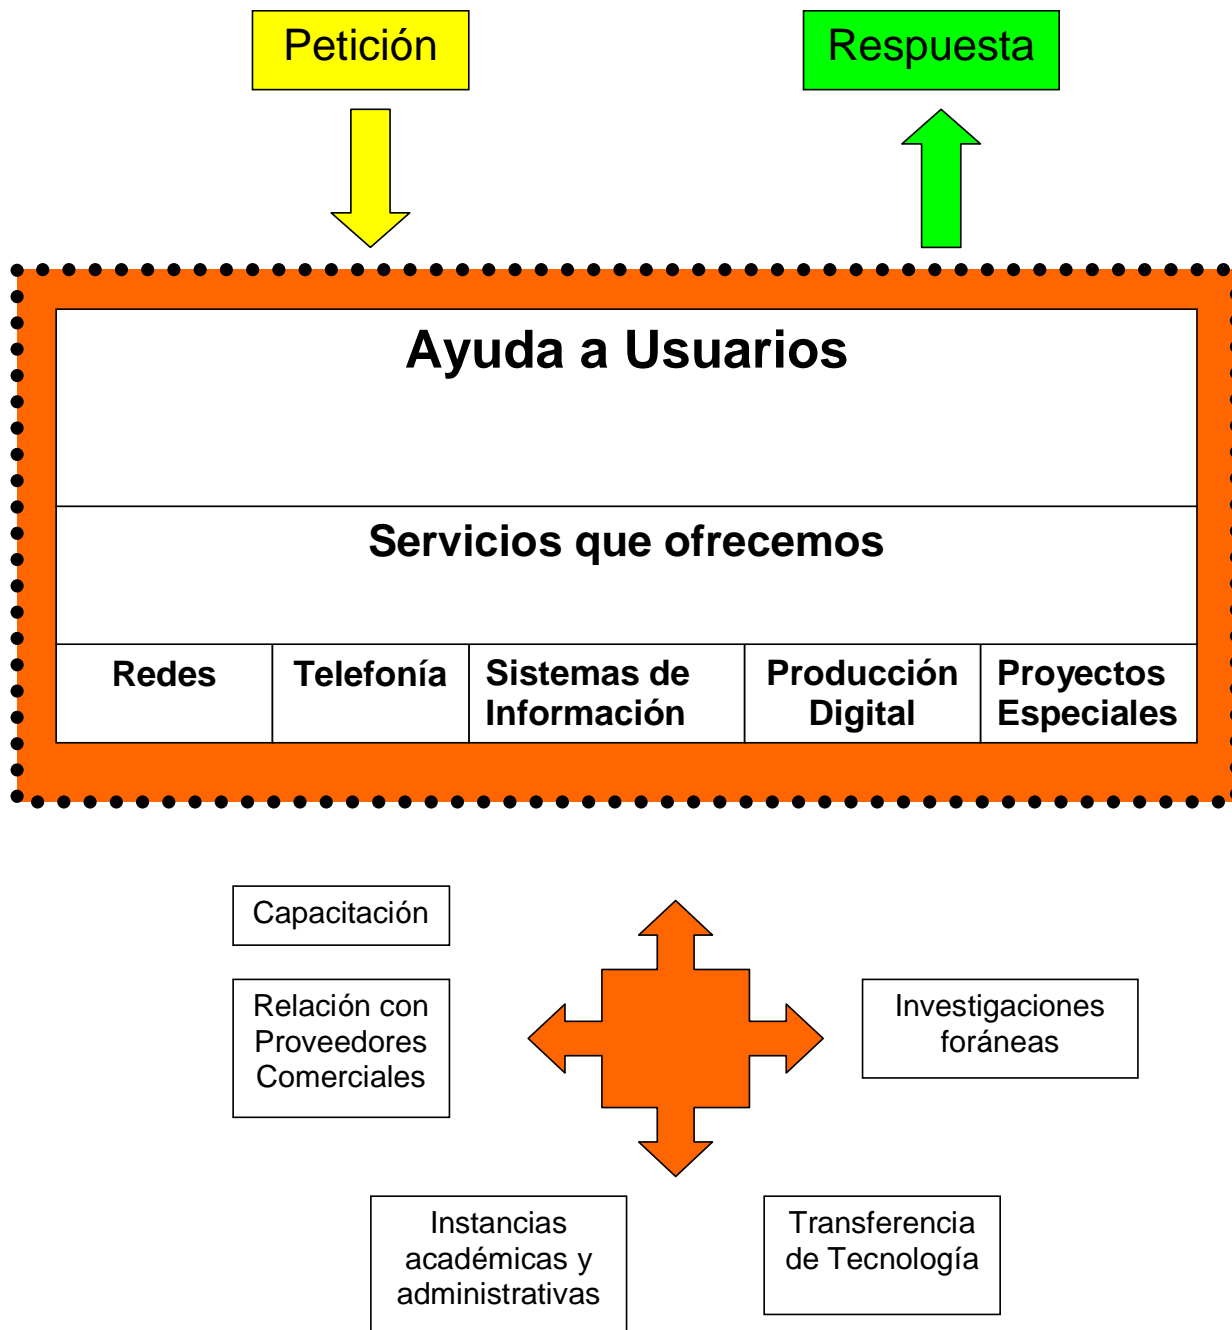 Petición
Respuesta
Ayuda a Usuarios
Servicios que ofrecemos
Redes
Telefonía
Sistemas de
Información
Producción
Digital
Proyectos
Especiales
Capacitación
Relación con
Proveedores
Comerciales
Investigaciones
foráneas
Instancias
académicas y
administrativas
Transferencia
de Tecnología